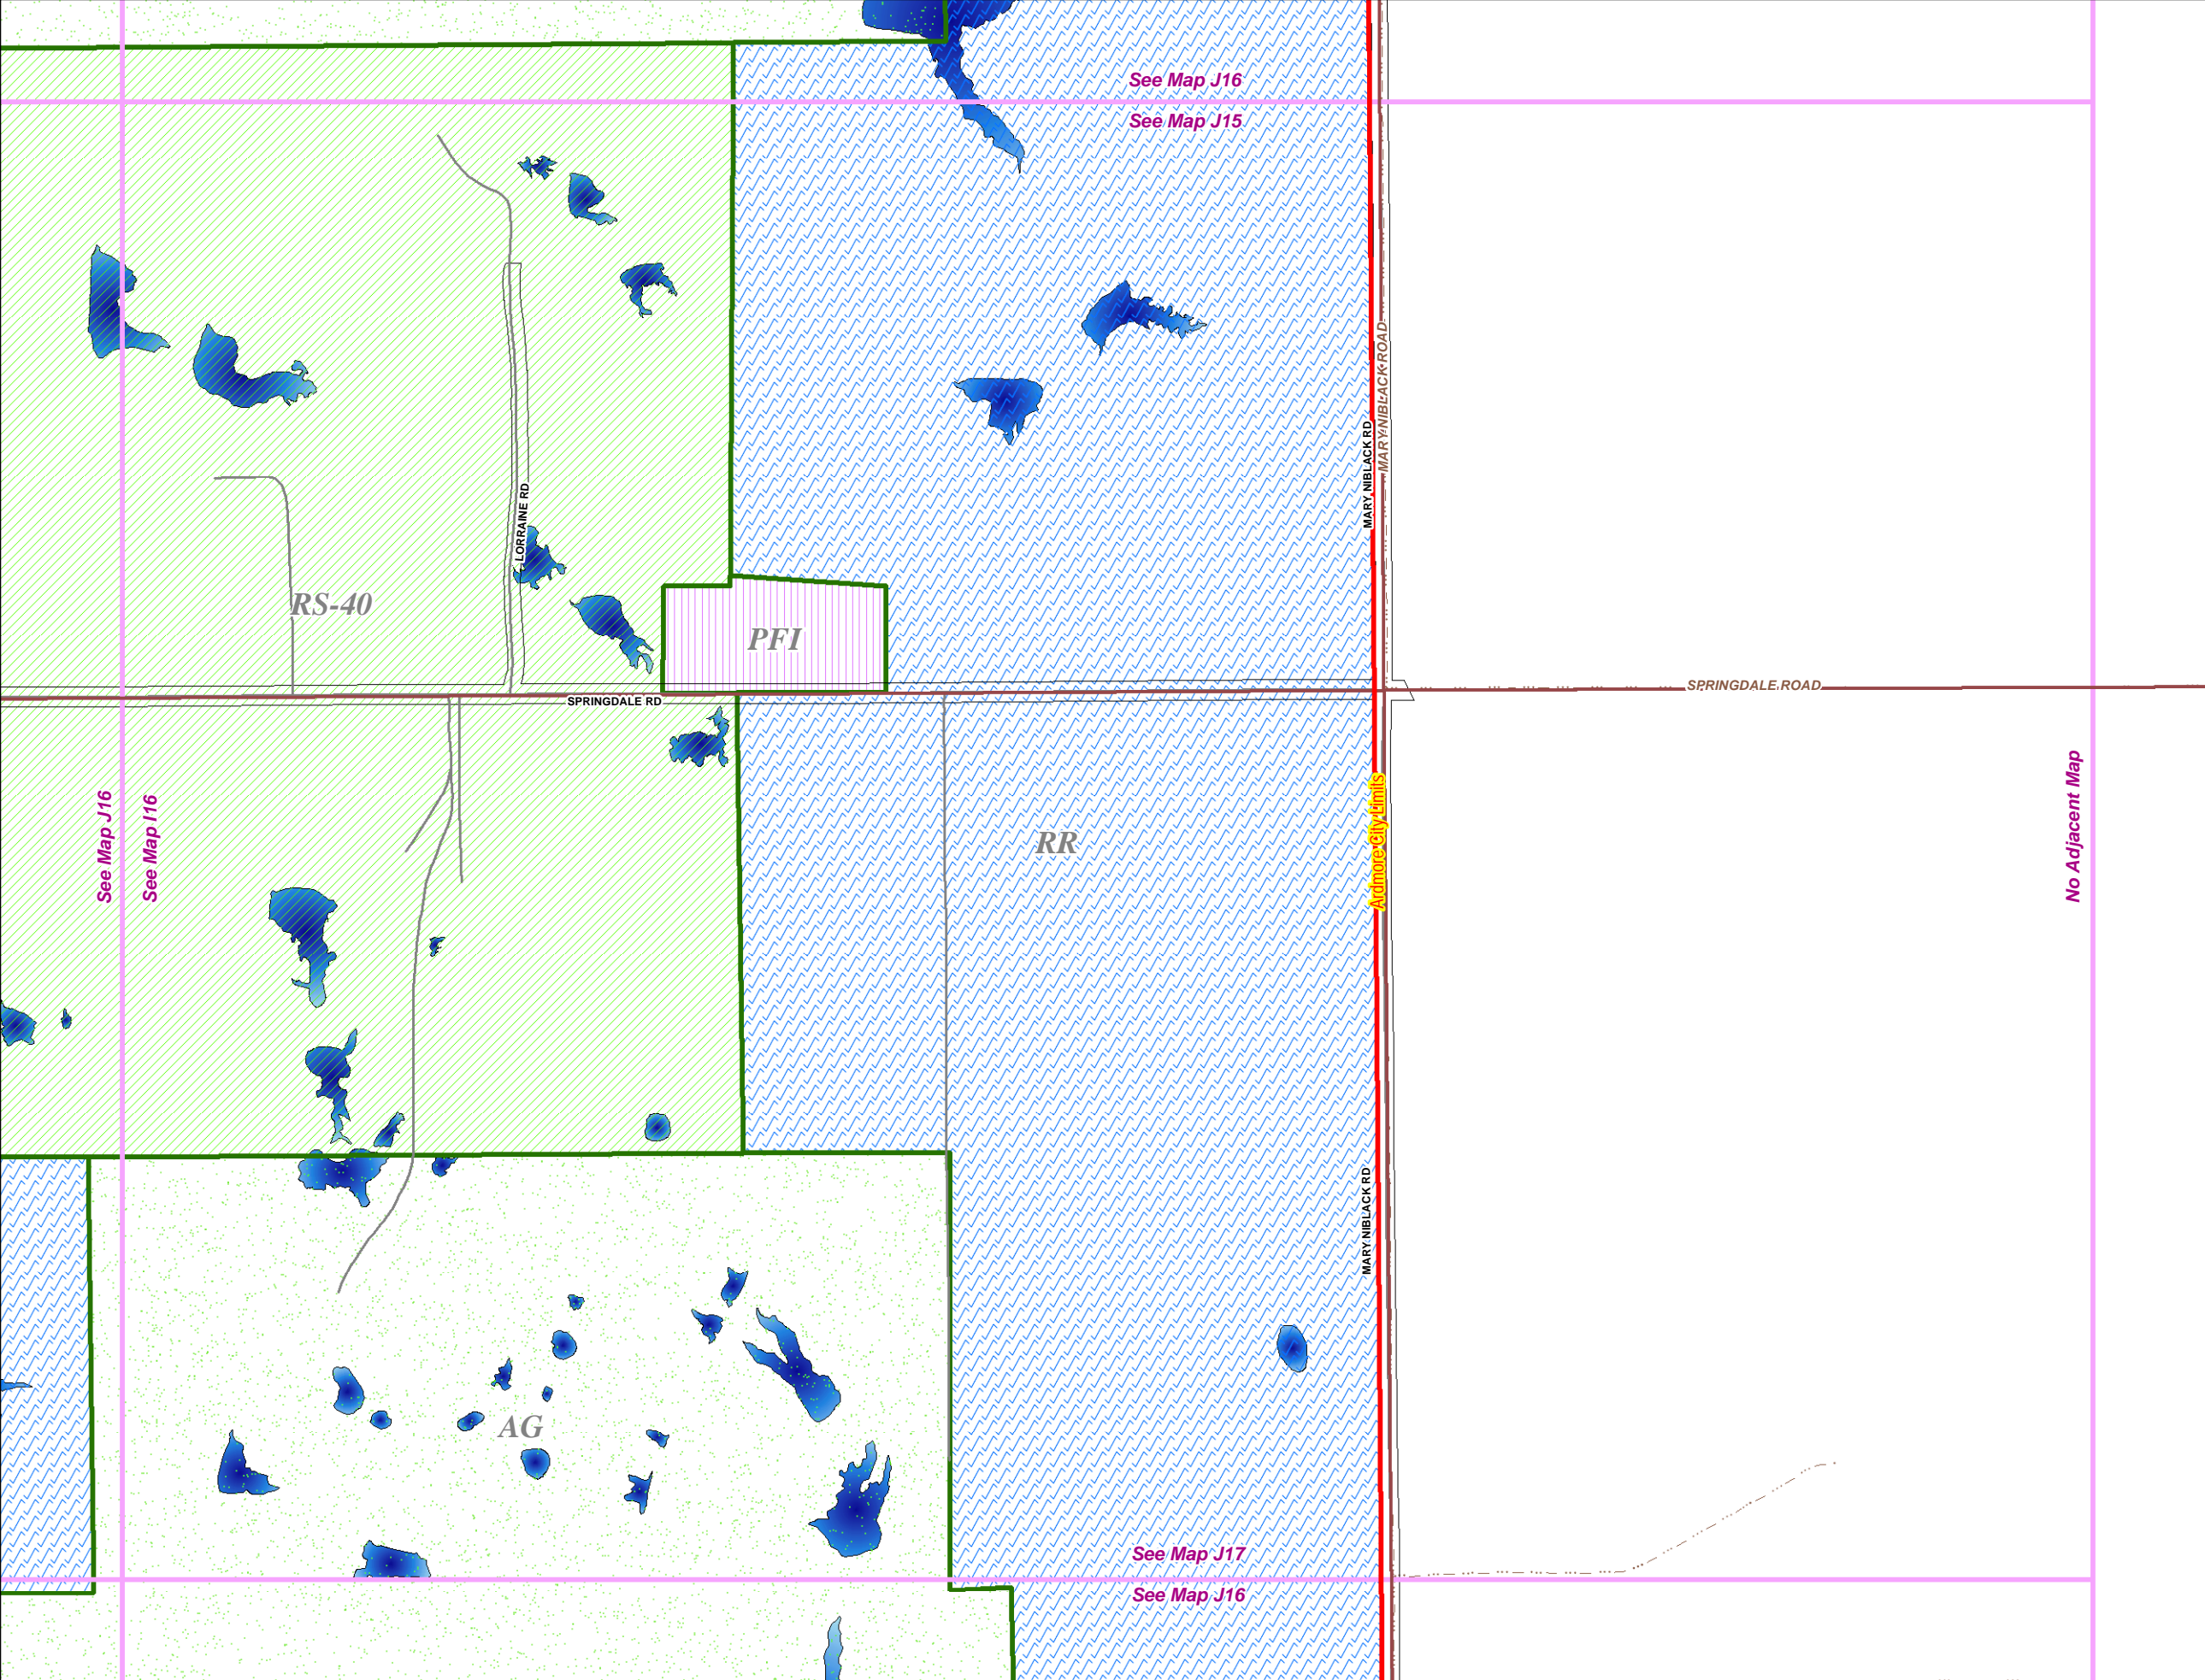 See Map J16
See Map J15
MARY NIBLACK ROAD
MARY NIBLACK RD
LORRAINE RD
RS-40
PFI
SPRINGDALE RD
SPRINGDALE ROAD
See Map J16
See Map I16
RR
Ardmore City Limits
No Adjacent Map
MARY NIBLACK RD
AG
See Map J17
See Map J16